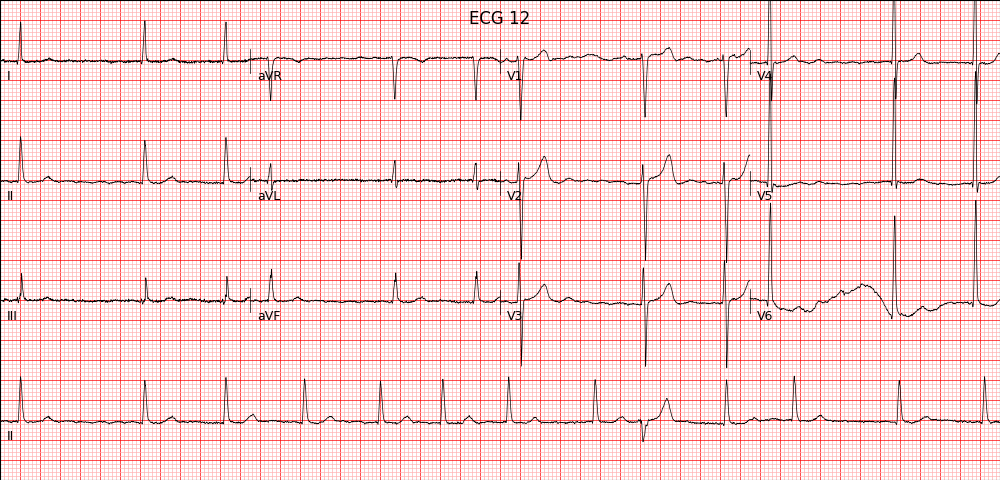 ECG 12
I aVR V1 V4
II aVL V2 V5
III aVF V3 V6
II